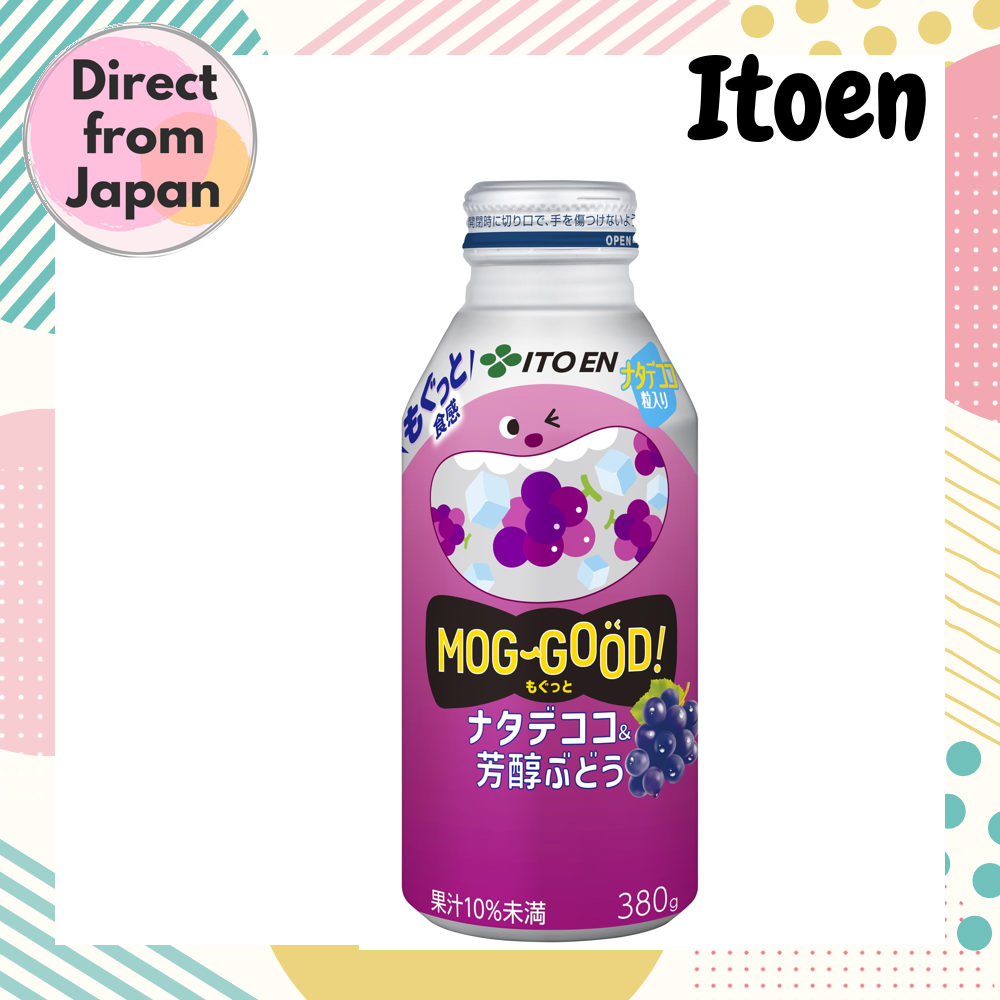 Direct
from
Japan
Itoen
開閉時に切り口で、手を傷つけないよう
OPEN
もぐっと
食感
ITO EN
ナタデココ
粒入り
MOG-GOOD!
もぐっと
ナタデココ&
芳醇ぶどう
果汁10%未満
380g